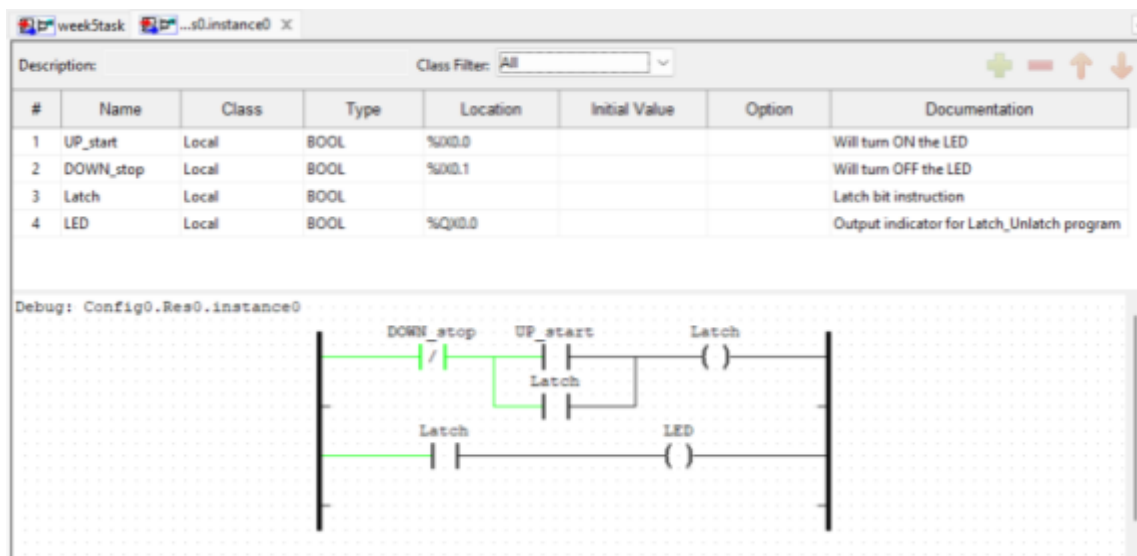 week5task ...s0.instance0
Description: Class Filter: All
# Name Class Type Location Initial Value Option Documentation
1 UP_start Local BOOL %IX0.0 Will turn ON the LED
2 DOWN_stop Local BOOL %IX0.1 Will turn OFF the LED
3 Latch Local BOOL Latch bit instruction
4 LED Local BOOL %QX0.0 Output indicator for Latch_Unlatch program
Debug: Config0.Res0.instance0
DOWN_stop UP_start Latch
Latch
Latch LED